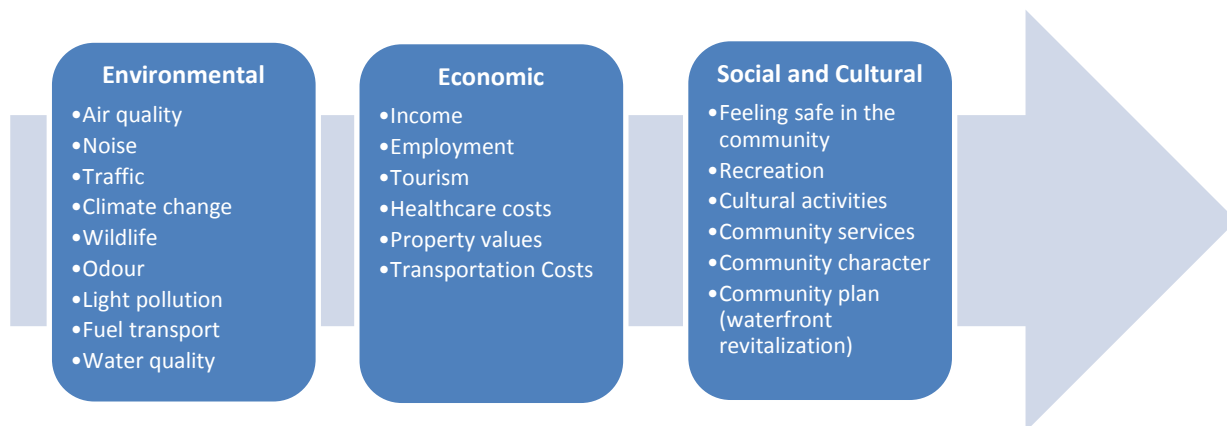 Environmental
•Air quality
•Noise
•Traffic
•Climate change
•Wildlife
•Odour
•Light pollution
•Fuel transport
•Water quality
Economic
•Income
•Employment
•Tourism
•Healthcare costs
•Property values
•Transportation Costs
Social and Cultural
•Feeling safe in the
community
•Recreation
•Cultural activities
•Community services
•Community character
•Community plan
(waterfront
revitalization)